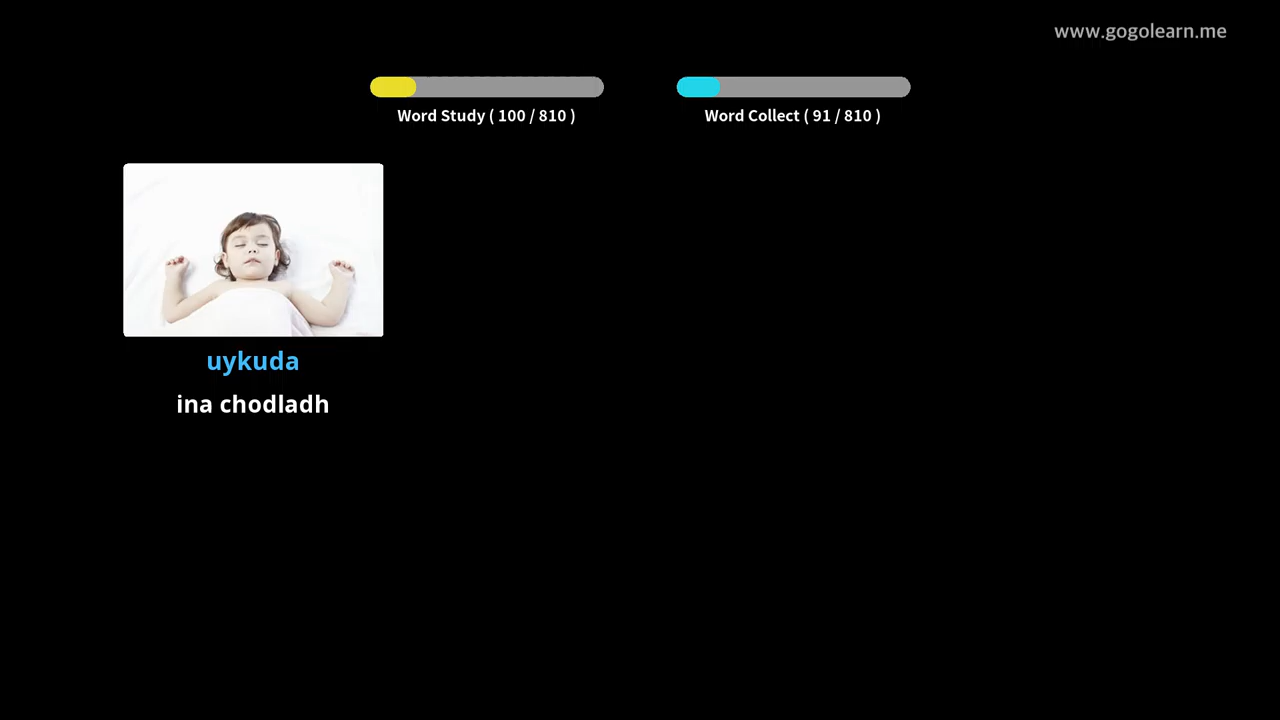 www.gogolearn.me
Word Study ( 100 / 810 )
Word Collect ( 91 / 810 )
uykuda
ina chodladh